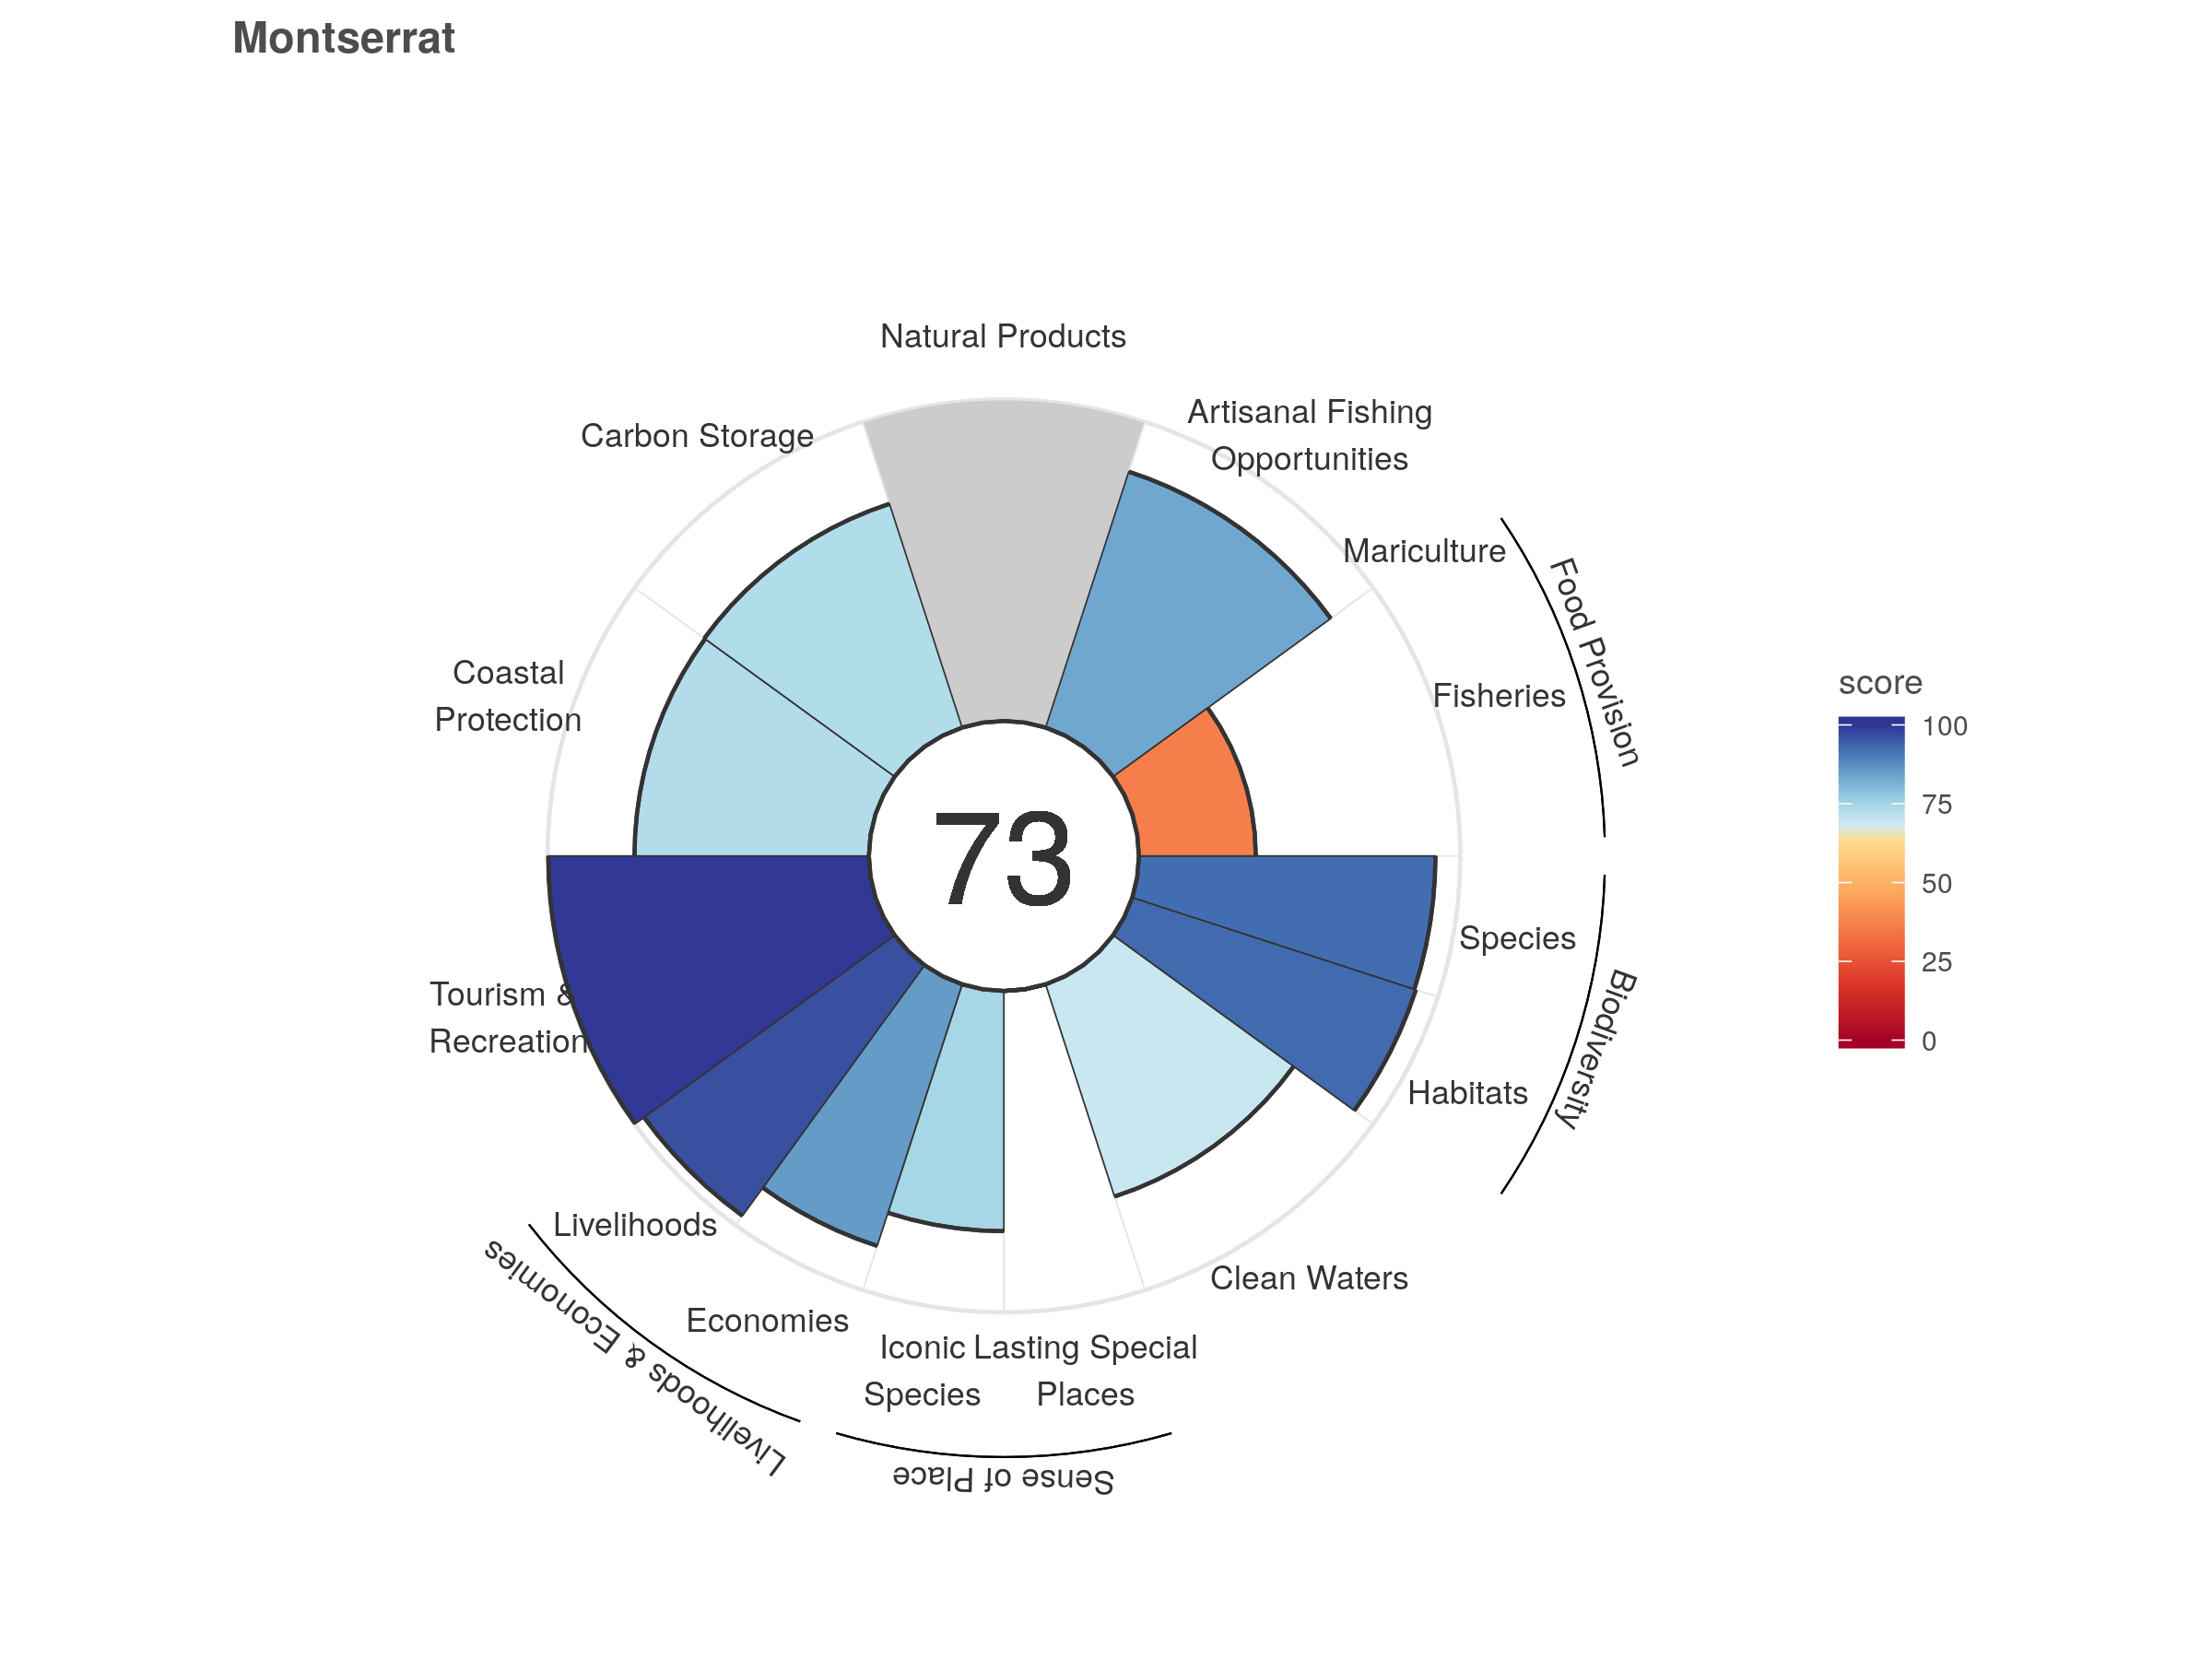 Montserrat
Natural Products
Artisanal Fishing
Opportunities
Carbon Storage
Mariculture
Food Provision
Fisheries
Coastal
Protection
score
100
75
50
25
0
73
Species
Biodiversity
Tourism &
Recreation
Habitats
Livelihoods
Clean Waters
Livelihoods & Economies
Economies
Iconic
Species
Lasting Special
Places
Sense of Place